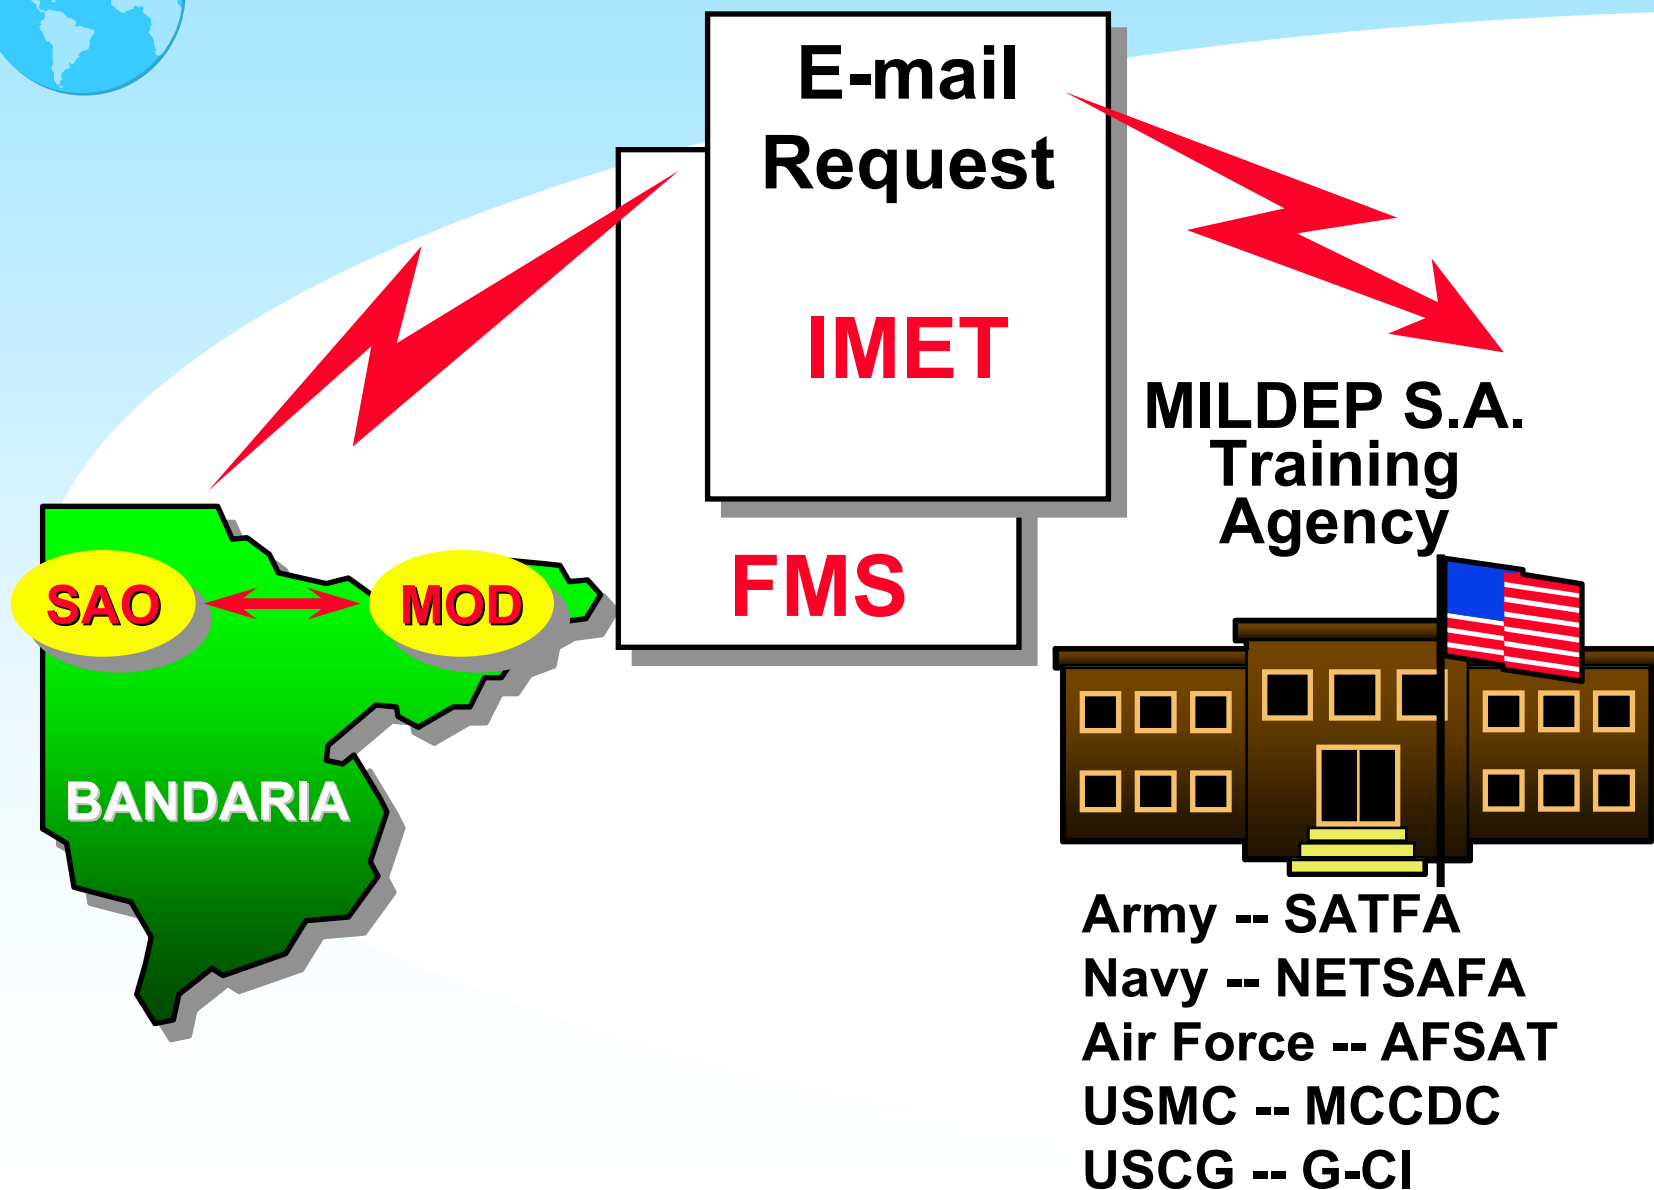 E-mail
Request
IMET
FMS
SAO
MOD
BANDARIA
MILDEP S.A.
Training
Agency
Army -- SATFA
Navy -- NETSAFA
Air Force -- AFSAT
USMC -- MCCDC
USCG -- G-CI